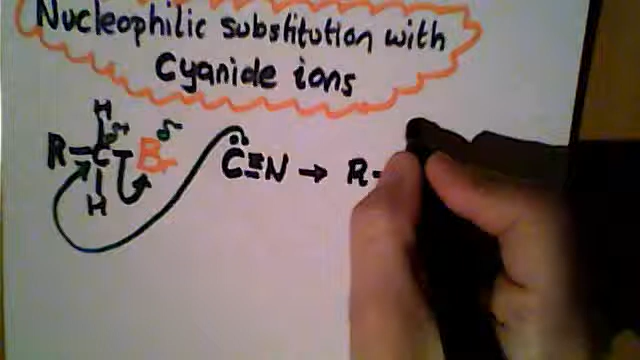 Nucleophilic substitution with
Cyanide ions
H
δ+ δ-
R-C-Br C≡N → R-
H